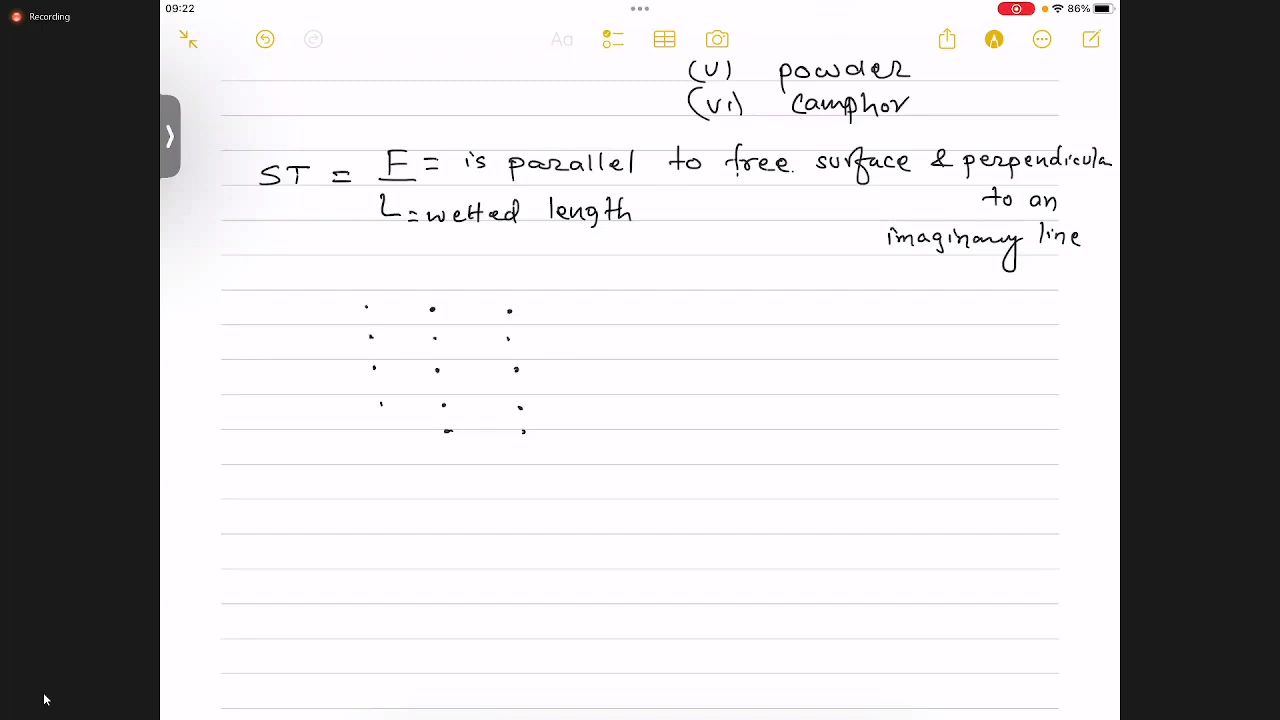 Recording
09:22
86%
Aa
(v) powder
(vi) camphor
ST = F = is parallel to free surface & perpendicula
L = wetted length
to an
imaginary line